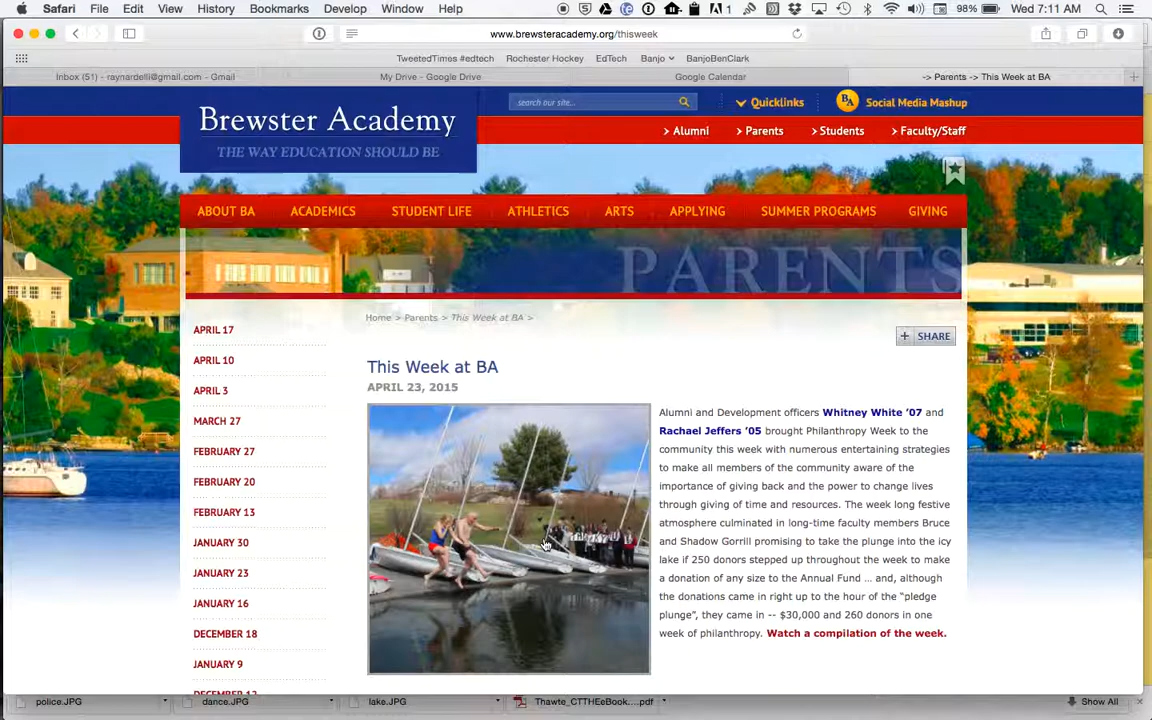 Safari File Edit View History Bookmarks Develop Window Help 1 98% Wed 7:11 AM
www.brewsteracademy.org/thisweek
TweetedTimes #edtech Rochester Hockey EdTech Banjo BanjoBenClark
Inbox (51) - raynardelli@gmail.com - Gmail My Drive - Google Drive Google Calendar -> Parents -> This Week at BA
Brewster Academy
THE WAY EDUCATION SHOULD BE
search our site...
Quicklinks
BA Social Media Mashup
> Alumni > Parents > Students > Faculty/Staff
ABOUT BA ACADEMICS STUDENT LIFE ATHLETICS ARTS APPLYING SUMMER PROGRAMS GIVING
PARENTS
Home > Parents > This Week at BA >
+ SHARE
APRIL 17
APRIL 10
APRIL 3
MARCH 27
FEBRUARY 27
FEBRUARY 20
FEBRUARY 13
JANUARY 30
JANUARY 23
JANUARY 16
DECEMBER 18
JANUARY 9
DECEMBER 12
This Week at BA
APRIL 23, 2015
Alumni and Development officers Whitney White '07 and
Rachael Jeffers '05 brought Philanthropy Week to the
community this week with numerous entertaining strategies
to make all members of the community aware of the
importance of giving back and the power to change lives
through giving of time and resources. The week long festive
atmosphere culminated in long-time faculty members Bruce
and Shadow Gorrill promising to take the plunge into the icy
lake if 250 donors stepped up throughout the week to make
a donation of any size to the Annual Fund ... and, although
the donations came in right up to the hour of the "pledge
plunge", they came in -- $30,000 and 260 donors in one
week of philanthropy. Watch a compilation of the week.
police.JPG dance.JPG lake.JPG Thawte_CTTHEeBook....pdf Show All